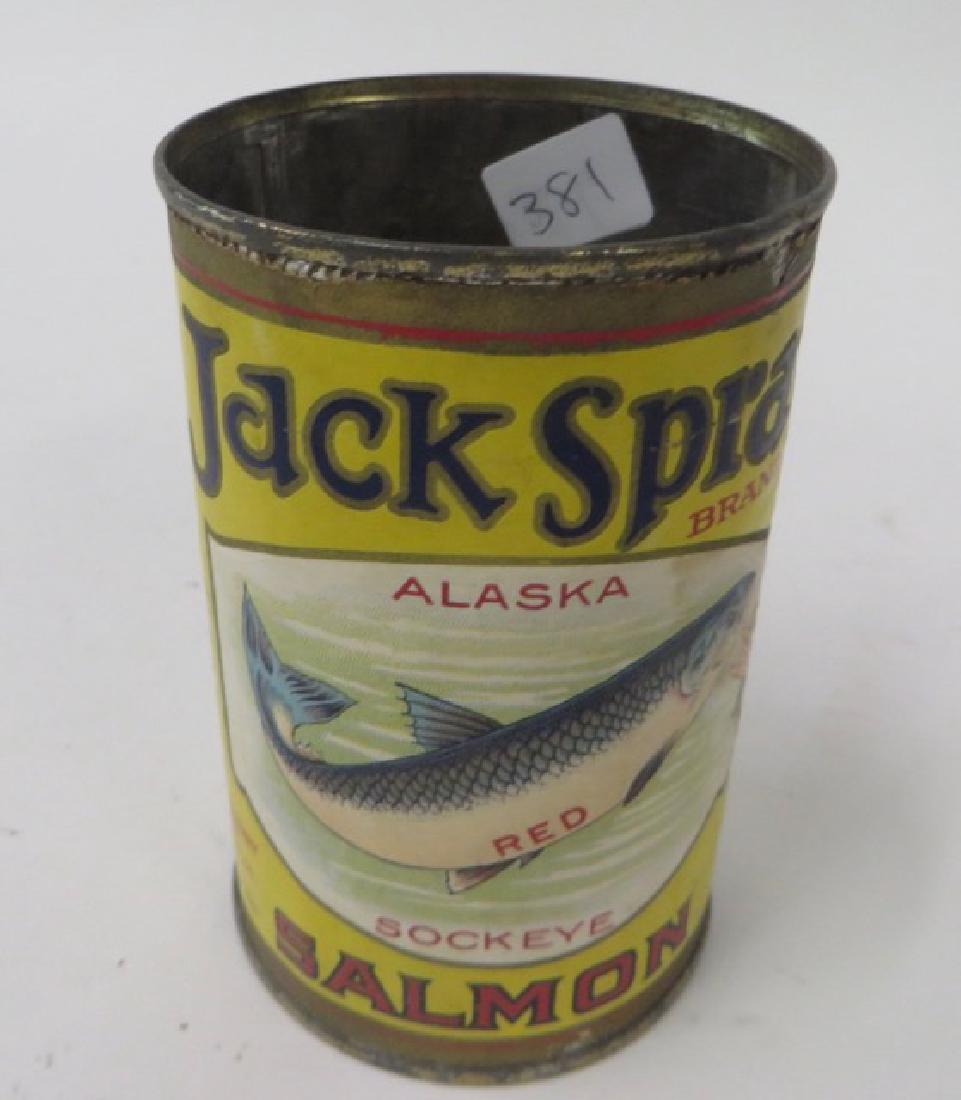 381
Jack Spra
BRAN
ALASKA
RED
SOCKEYE
SALMON